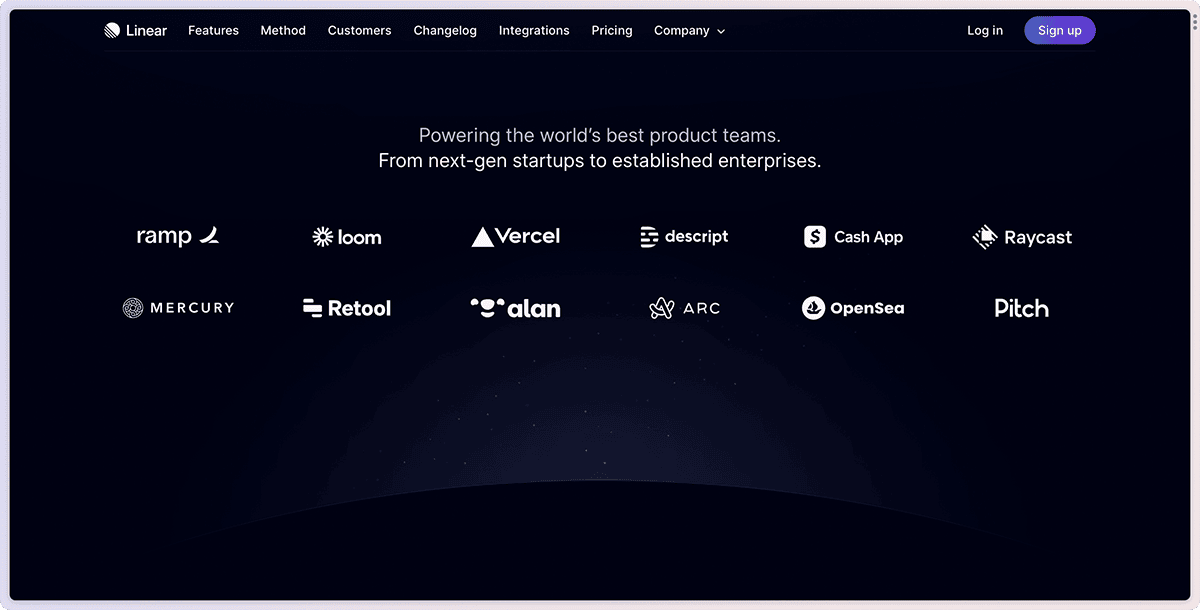 Linear Features Method Customers Changelog Integrations Pricing Company Log in Sign up
Powering the world’s best product teams.
From next-gen startups to established enterprises.
ramp loom Vercel descript Cash App Raycast
MERCURY Retool alan ARC OpenSea Pitch